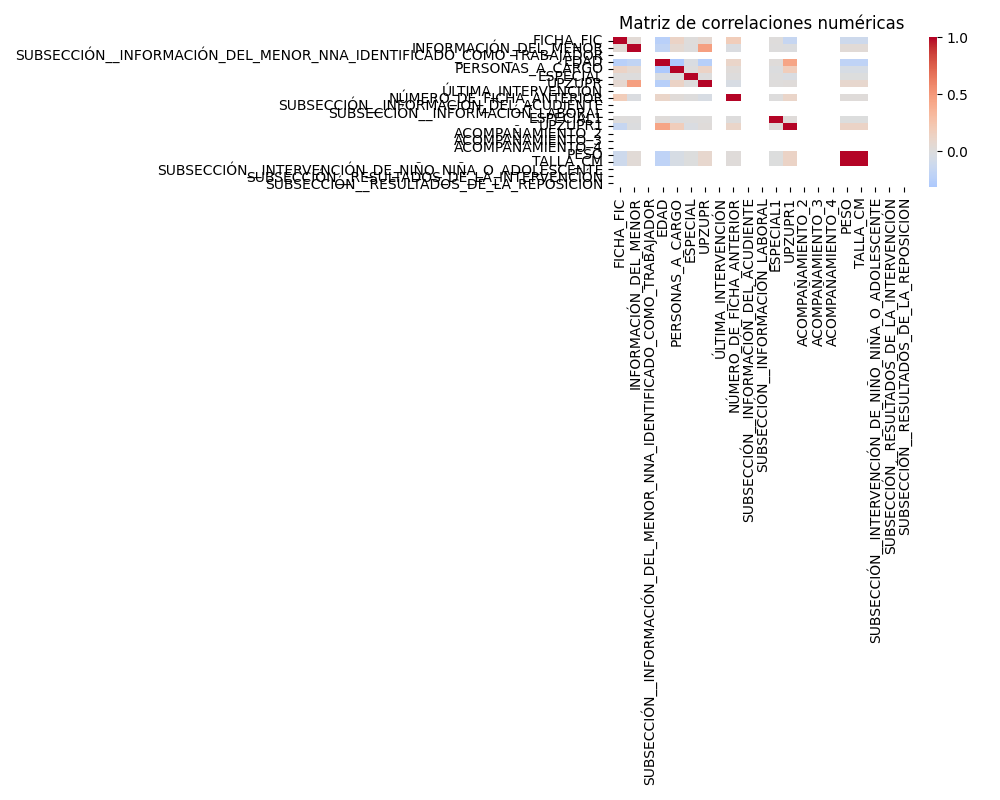 Matriz de correlaciones numéricas
FICHA_FIC
INFORMACIÓN_DEL_MENOR
SUBSECCIÓN__INFORMACIÓN_DEL_MENOR_NNA_IDENTIFICADO_COMO_TRABAJADOR
EDAD
PERSONAS_A_CARGO
ESPECIAL
UPZUPR
ÚLTIMA_INTERVENCIÓN
NÚMERO_DE_FICHA_ANTERIOR
SUBSECCIÓN__INFORMACIÓN_DEL_ACUDIENTE
SUBSECCIÓN__INFORMACIÓN_LABORAL
ESPECIAL1
UPZUPR1
ACOMPAÑAMIENTO_2
ACOMPAÑAMIENTO_3
ACOMPAÑAMIENTO_4
PESO
TALLA_CM
SUBSECCIÓN__INTERVENCIÓN_DE_NIÑO_NIÑA_O_ADOLESCENTE
SUBSECCIÓN__RESULTADOS_DE_LA_INTERVENCIÓN
SUBSECCIÓN__RESULTADOS_DE_LA_REPOSICIÓN
FICHA_FIC
INFORMACIÓN_DEL_MENOR
SUBSECCIÓN__INFORMACIÓN_DEL_MENOR_NNA_IDENTIFICADO_COMO_TRABAJADOR
EDAD
PERSONAS_A_CARGO
ESPECIAL
UPZUPR
ÚLTIMA_INTERVENCIÓN
NÚMERO_DE_FICHA_ANTERIOR
SUBSECCIÓN__INFORMACIÓN_DEL_ACUDIENTE
SUBSECCIÓN__INFORMACIÓN_LABORAL
ESPECIAL1
UPZUPR1
ACOMPAÑAMIENTO_2
ACOMPAÑAMIENTO_3
ACOMPAÑAMIENTO_4
PESO
TALLA_CM
SUBSECCIÓN__INTERVENCIÓN_DE_NIÑO_NIÑA_O_ADOLESCENTE
SUBSECCIÓN__RESULTADOS_DE_LA_INTERVENCIÓN
SUBSECCIÓN__RESULTADOS_DE_LA_REPOSICIÓN
1.0
0.5
0.0